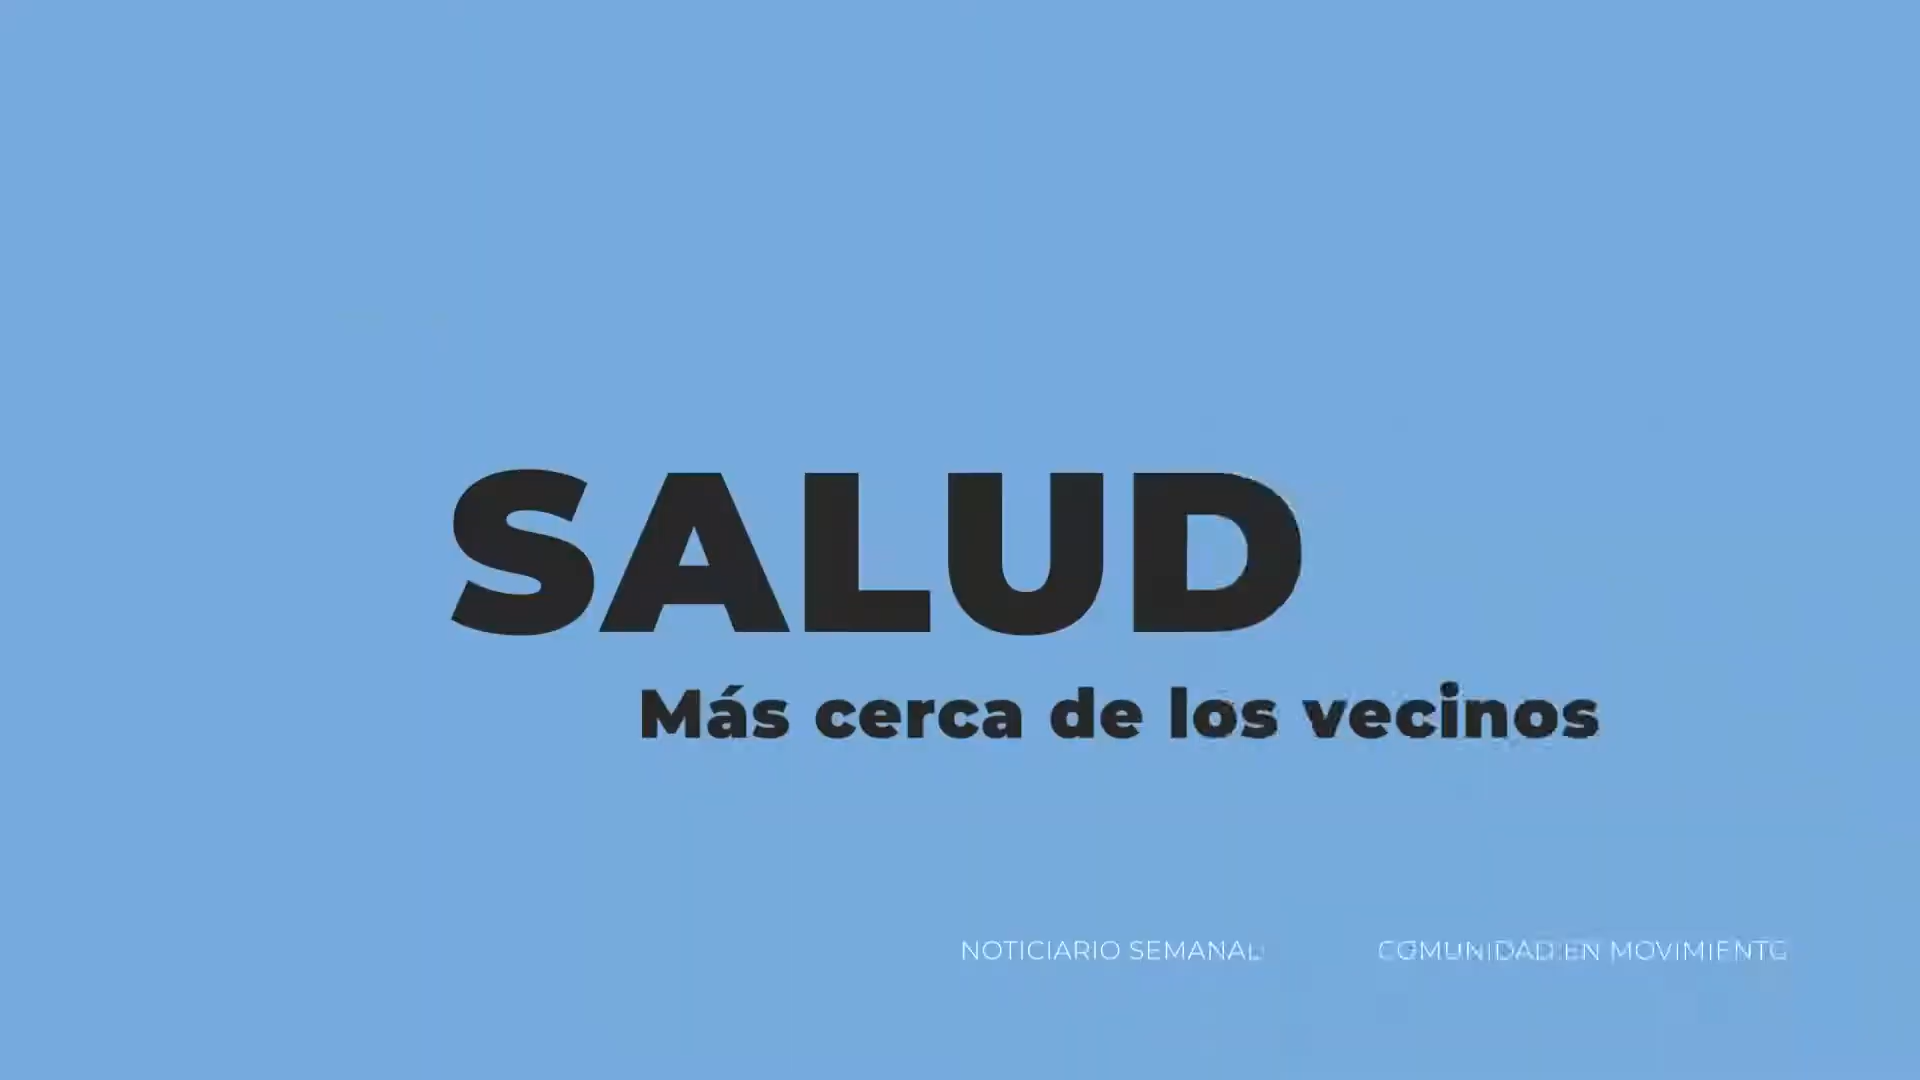 SALUD
Más cerca de los vecinos
NOTICIARIO SEMANAL COMUNIDAD EN MOVIMIENTO